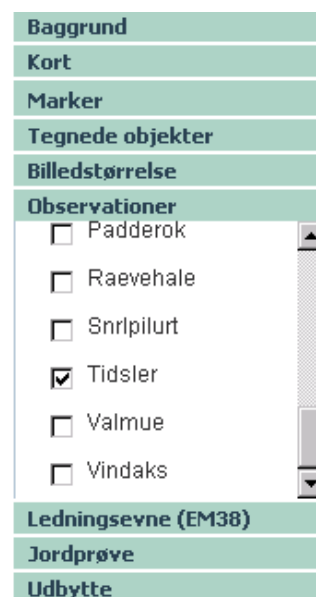 Baggrund
Kort
Marker
Tegnede objekter
Billedstørrelse
Observationer
Padderok
Raevehale
Snrlpilurt
Tidsler
Valmue
Vindaks
Ledningsevne (EM38)
Jordprøve
Udbytte